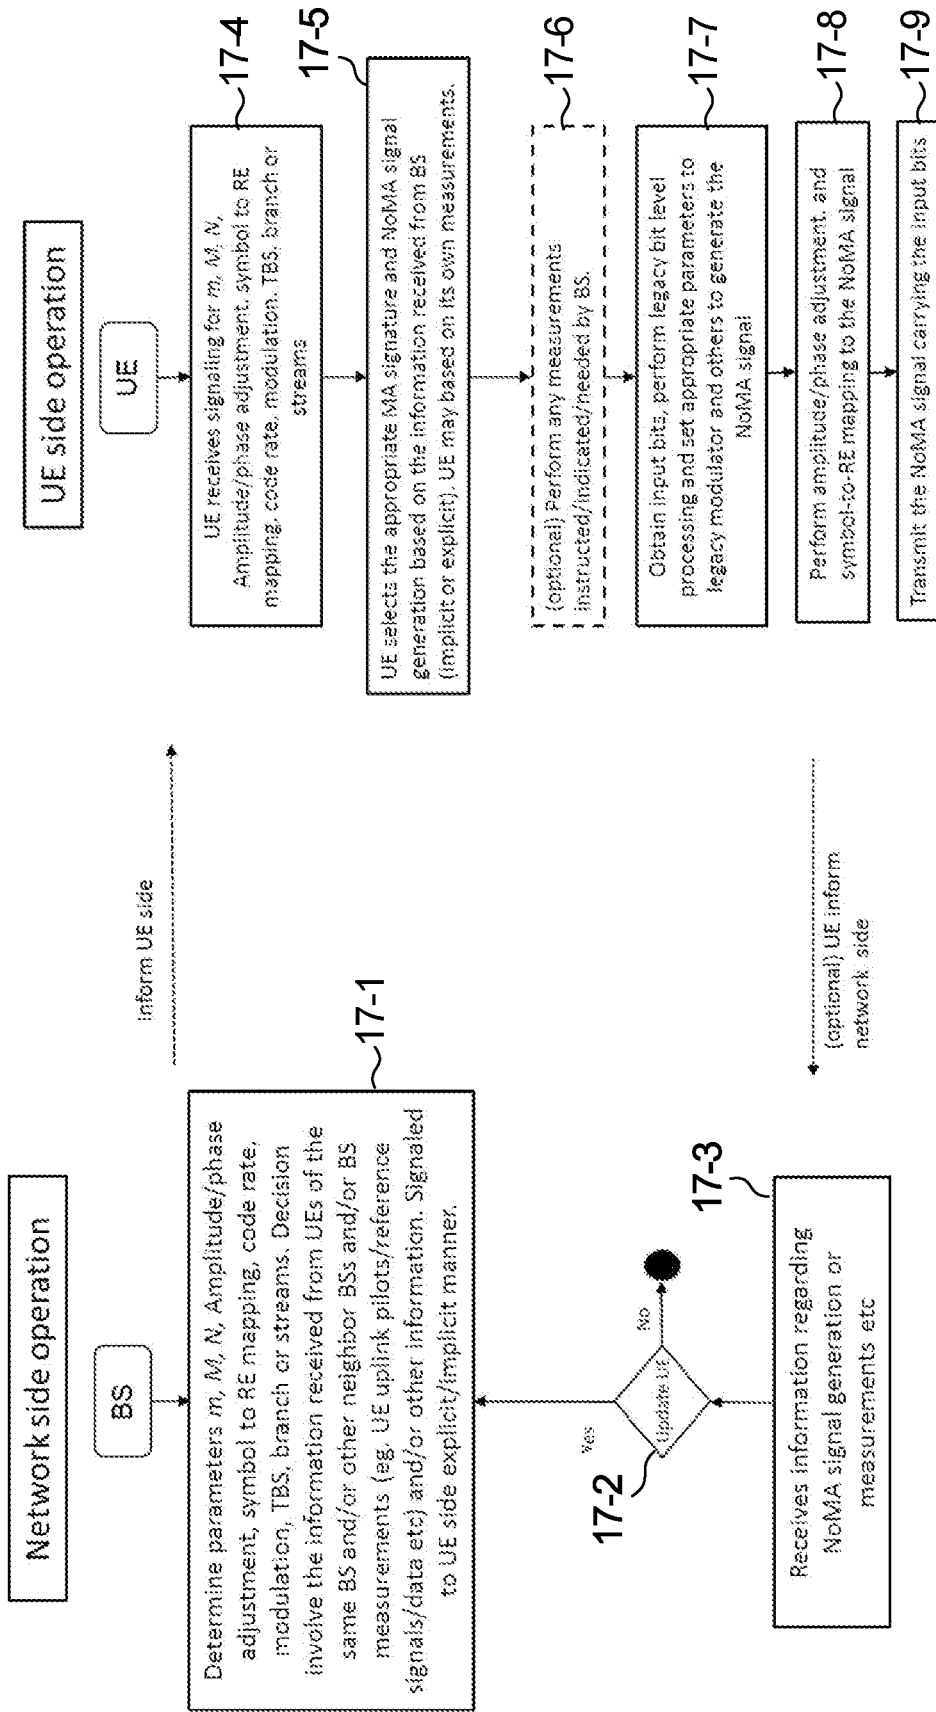 Network side operation
BS
Determine parameters m, M, N, Amplitude/phase
adjustment, symbol to RE mapping, code rate,
modulation, TBS, branch or streams. Decision
involve the information received from UEs of the
same BS and/or other neighbor BSs and/or BS
measurements (eg. UE uplink pilots/reference
signals/data etc) and/or other information. Signaled
to UE side explicit/implicit manner.
17-1
Yes
Update UE
No
17-2
17-3
Receives information regarding
NoMA signal generation or
measurements etc
Inform UE side
(optional) UE inform
network side
UE side operation
UE
17-4
UE receives signaling for m, M, N,
Amplitude/phase adjustment, symbol to RE
mapping, code rate, modulation, TBS, branch or
streams
17-5
UE selects the appropriate MA signature and NoMA signal
generation based on the information received from BS
(implicit or explicit). UE may based on its own measurements.
17-6
(optional) Perform any measurements
instructed/indicated/needed by BS.
17-7
Obtain input bits, perform legacy bit level
processing and set appropriate parameters to
legacy modulator and others to generate the
NoMA signal
17-8
Perform amplitude/phase adjustment, and
symbol-to-RE mapping to the NoMA signal
17-9
Transmit the NoMA signal carrying the input bits